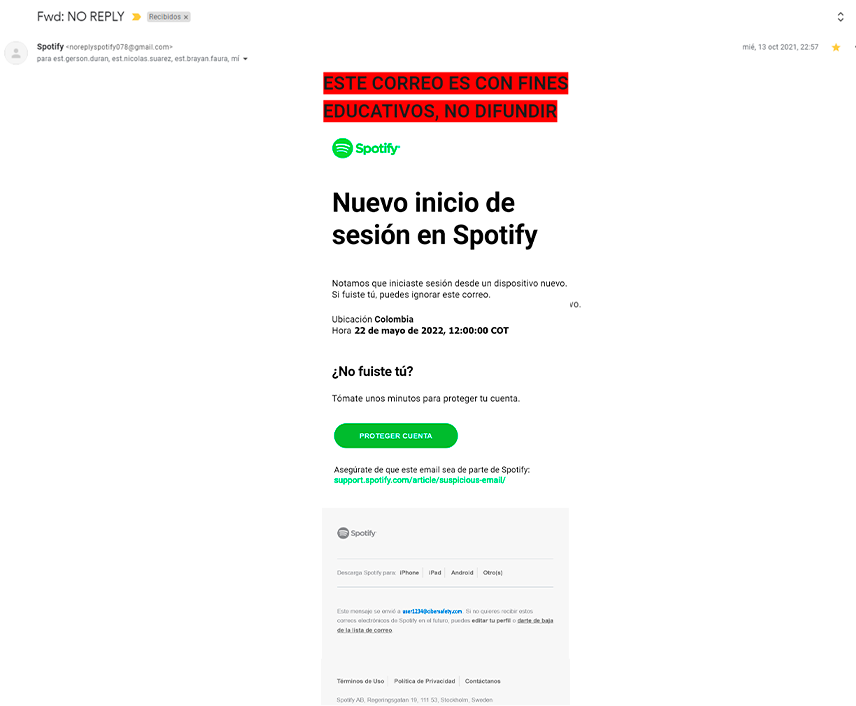 Fwd: NO REPLY Recibidos x
Spotify <noreplyspotify078@gmail.com> mié, 13 oct 2021, 22:57
para est.gerson.duran, est.nicolas.suarez, est.brayan.faura, mí
ESTE CORREO ES CON FINES
EDUCATIVOS, NO DIFUNDIR
Spotify
Nuevo inicio de
sesión en Spotify
Notamos que iniciaste sesión desde un dispositivo nuevo.
Si fuiste tú, puedes ignorar este correo.
vo.
Ubicación Colombia
Hora 22 de mayo de 2022, 12:00:00 COT
¿No fuiste tú?
Tómate unos minutos para proteger tu cuenta.
PROTEGER CUENTA
Asegúrate de que este email sea de parte de Spotify:
support.spotify.com/article/suspicious-email/
Spotify
Descarga Spotify para: iPhone iPad Android Otro(s)
Este mensaje se envió a user1234@cibersafety.com. Si no quieres recibir estos
correos electrónicos de Spotify en el futuro, puedes editar tu perfil o darte de baja
de la lista de correo.
Términos de Uso Política de Privacidad Contáctanos
Spotify AB, Regeringsgatan 19, 111 53, Stockholm, Sweden.